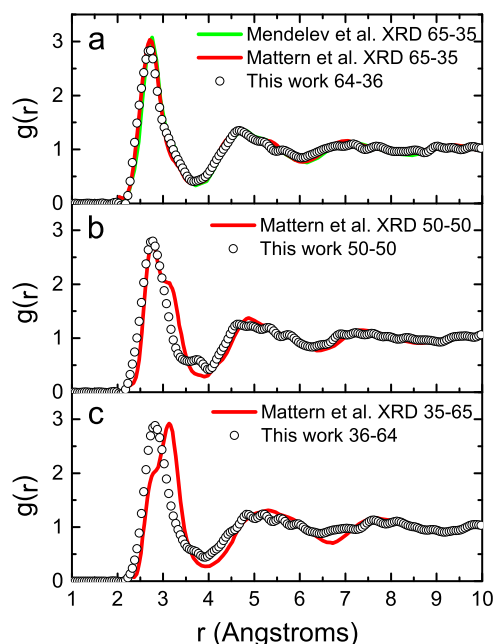 a
Mendelev et al. XRD 65-35
Mattern et al. XRD 65-35
This work 64-36
3
2
1
0
g(r)
b
Mattern et al. XRD 50-50
This work 50-50
3
2
1
0
g(r)
c
Mattern et al. XRD 35-65
This work 36-64
3
2
1
0
g(r)
1 2 3 4 5 6 7 8 9 10
r (Angstroms)